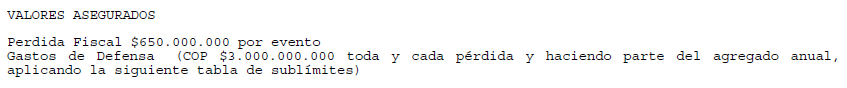 VALORES ASEGURADOS
Perdida Fiscal $650.000.000 por evento
Gastos de Defensa (COP $3.000.000.000 toda y cada pérdida y haciendo parte del agregado anual,
aplicando la siguiente tabla de sublímites)